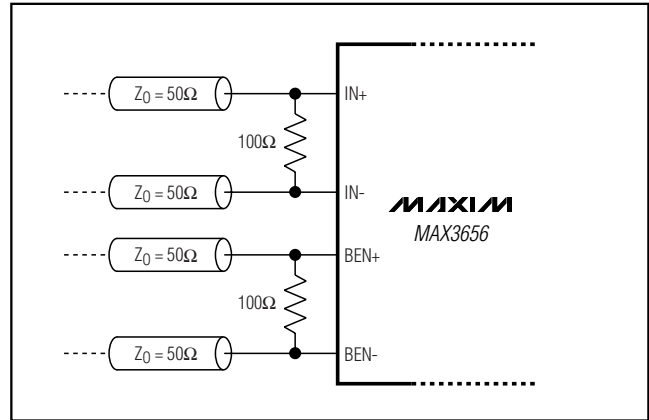 Z0 = 50Ω
IN+
100Ω
Z0 = 50Ω
IN-
MAXIM
MAX3656
Z0 = 50Ω
BEN+
100Ω
Z0 = 50Ω
BEN-